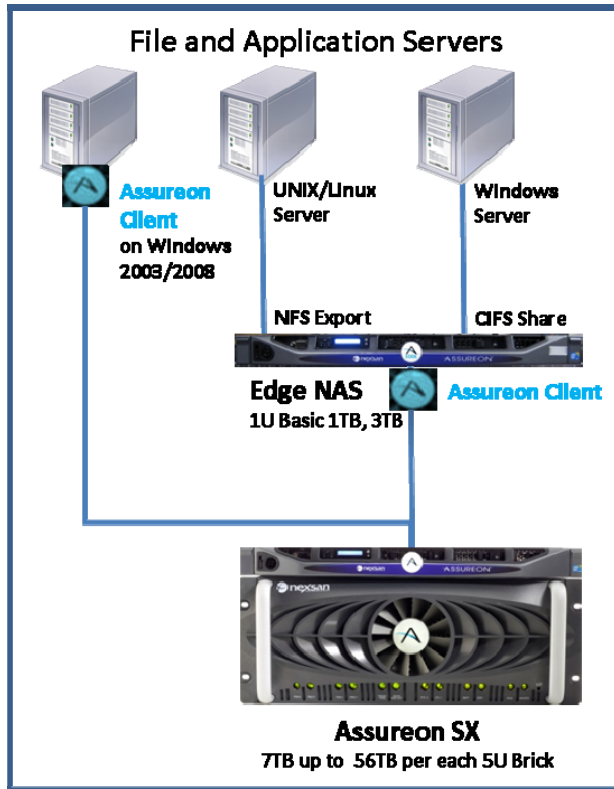 File and Application Servers
Assureon
Client
on Windows
2003/2008
UNIX/Linux
Server
Windows
Server
NFS Export
CIFS Share
nexsan
ASSUREON
Edge NAS
1U Basic 1TB, 3TB
Assureon Client
nexsan
ASSUREON
nexsan
Assureon SX
7TB up to 56TB per each 5U Brick